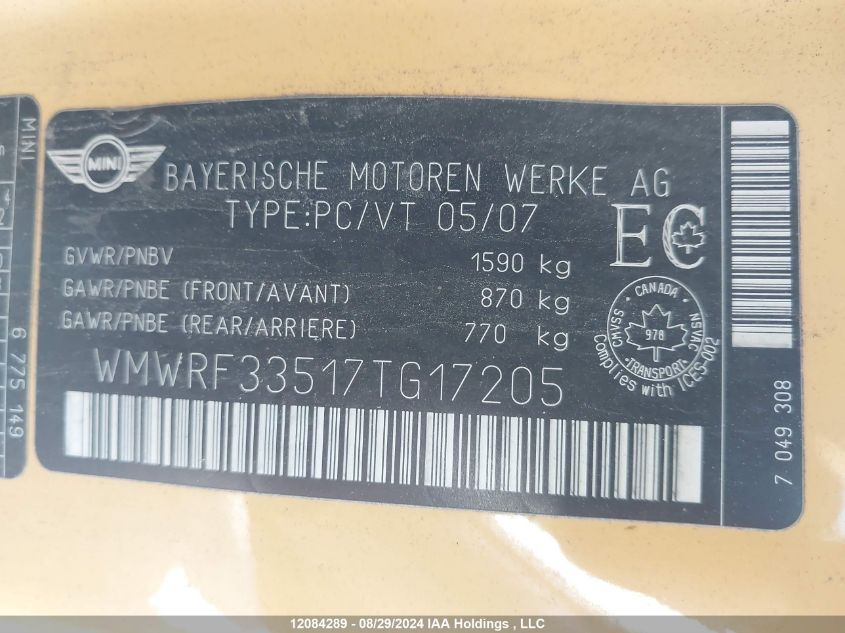 MINI
BAYERISCHE MOTOREN WERKE AG
TYPE:PC/VT 05/07
GVWR/PNBV 1590 kg
GAWR/PNBE (FRONT/AVANT) 870 kg
GAWR/PNBE (REAR/ARRIERE) 770 kg
WMWRF33517TG17205
EC
CANADA
CMVSS
NSVAC
978
TRANSPORT
Complies with ICES-002
7 049 308
MINI
6 775 149
12084289 - 08/29/2024 IAA Holdings , LLC